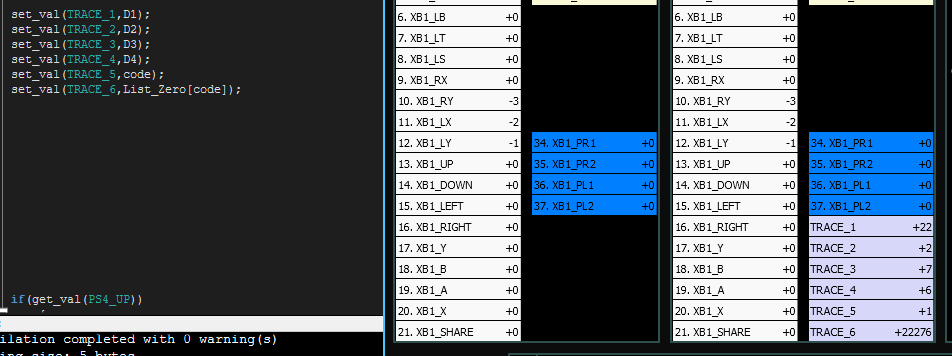 set_val(TRACE_1,D1);
set_val(TRACE_2,D2);
set_val(TRACE_3,D3);
set_val(TRACE_4,D4);
set_val(TRACE_5,code);
set_val(TRACE_6,List_Zero[code]);
if(get_val(PS4_UP))
ilation completed with 0 warning(s)
6. XB1_LB +0
7. XB1_LT +0
8. XB1_LS +0
9. XB1_RX +0
10. XB1_RY -3
11. XB1_LX -2
12. XB1_LY -1 34. XB1_PR1 +0
13. XB1_UP +0 35. XB1_PR2 +0
14. XB1_DOWN +0 36. XB1_PL1 +0
15. XB1_LEFT +0 37. XB1_PL2 +0
16. XB1_RIGHT +0
17. XB1_Y +0
18. XB1_B +0
19. XB1_A +0
20. XB1_X +0
21. XB1_SHARE +0
6. XB1_LB +0
7. XB1_LT +0
8. XB1_LS +0
9. XB1_RX +0
10. XB1_RY -3
11. XB1_LX -2
12. XB1_LY -1 34. XB1_PR1 +0
13. XB1_UP +0 35. XB1_PR2 +0
14. XB1_DOWN +0 36. XB1_PL1 +0
15. XB1_LEFT +0 37. XB1_PL2 +0
16. XB1_RIGHT +0 TRACE_1 +22
17. XB1_Y +0 TRACE_2 +2
18. XB1_B +0 TRACE_3 +7
19. XB1_A +0 TRACE_4 +6
20. XB1_X +0 TRACE_5 +1
21. XB1_SHARE +0 TRACE_6 +22276